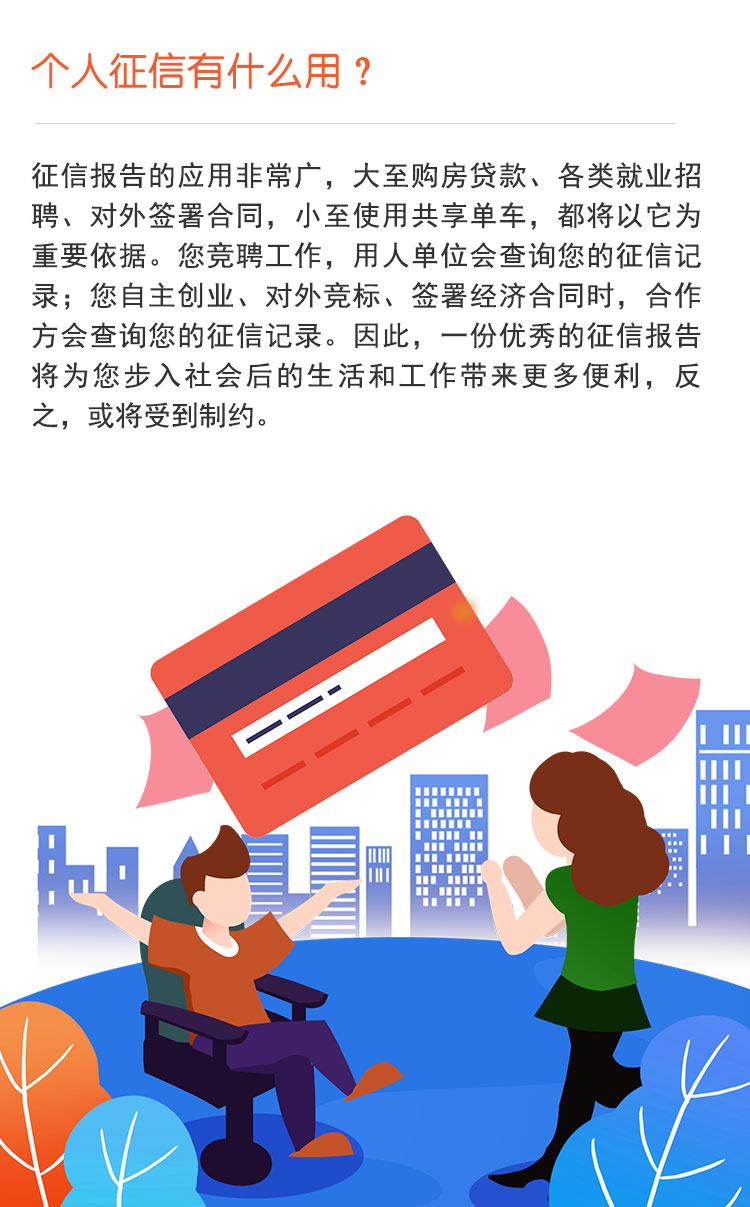 个人征信有什么用？
征信报告的应用非常广，大至购房贷款、各类就业招
聘、对外签署合同，小至使用共享单车，都将以它为
重要依据。您竞聘工作，用人单位会查询您的征信记
录；您自主创业、对外竞标、签署经济合同时，合作
方会查询您的征信记录。因此，一份优秀的征信报告
将为您步入社会后的生活和工作带来更多便利，反
之，或将受到制约。